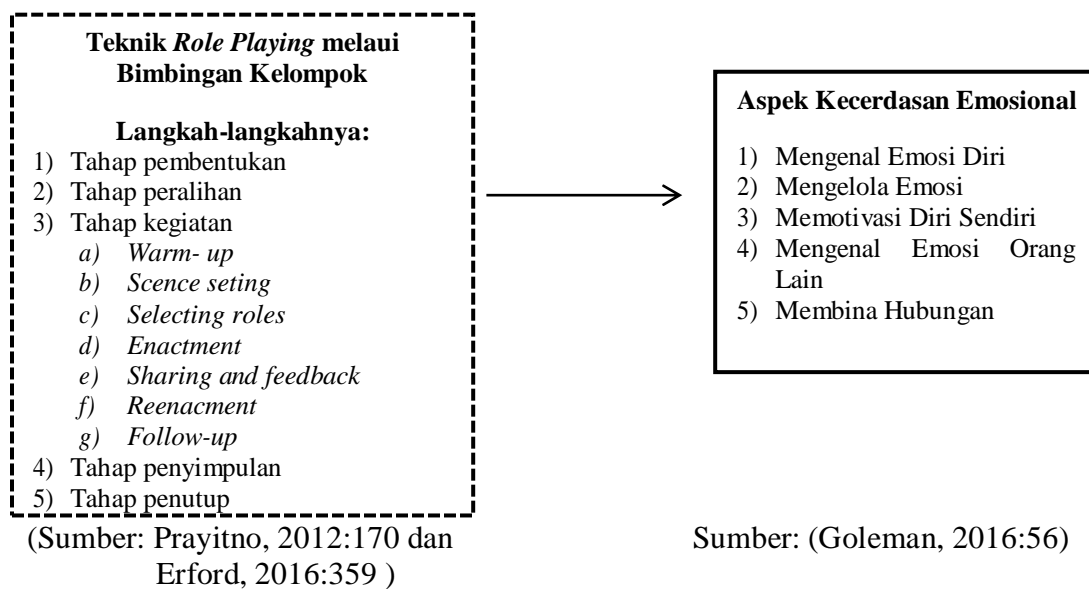 Teknik Role Playing melaui
Bimbingan Kelompok
Langkah-langkahnya:
1) Tahap pembentukan
2) Tahap peralihan
3) Tahap kegiatan
a) Warm- up
b) Scence seting
c) Selecting roles
d) Enactment
e) Sharing and feedback
f) Reenacment
g) Follow-up
4) Tahap penyimpulan
5) Tahap penutup
(Sumber: Prayitno, 2012:170 dan
Erford, 2016:359 )
Aspek Kecerdasan Emosional
1) Mengenal Emosi Diri
2) Mengelola Emosi
3) Memotivasi Diri Sendiri
4) Mengenal Emosi Orang
Lain
5) Membina Hubungan
Sumber: (Goleman, 2016:56)